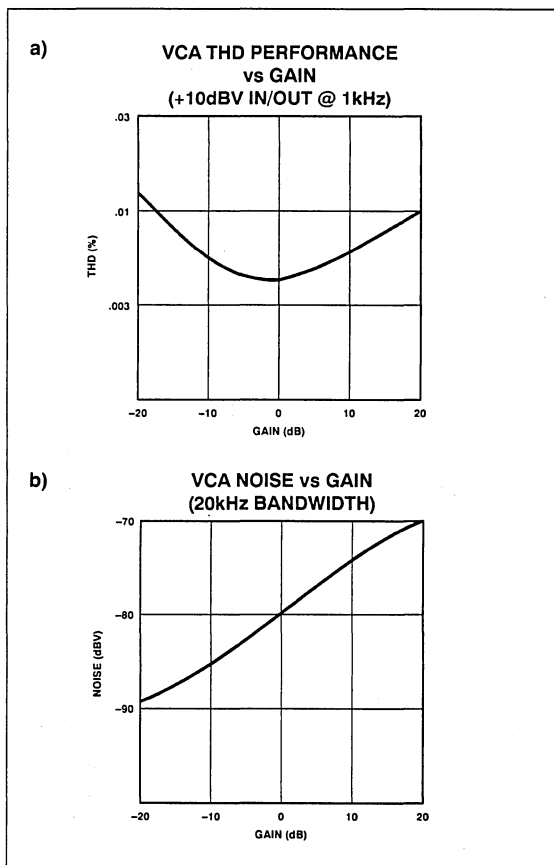 a)
VCA THD PERFORMANCE
vs GAIN
(+10dBV IN/OUT @ 1kHz)
.03
.01
.003
THD (%)
–20 –10 0 10 20
GAIN (dB)
b)
VCA NOISE vs GAIN
(20kHz BANDWIDTH)
–70
–80
–90
NOISE (dBV)
–20 –10 0 10 20
GAIN (dB)